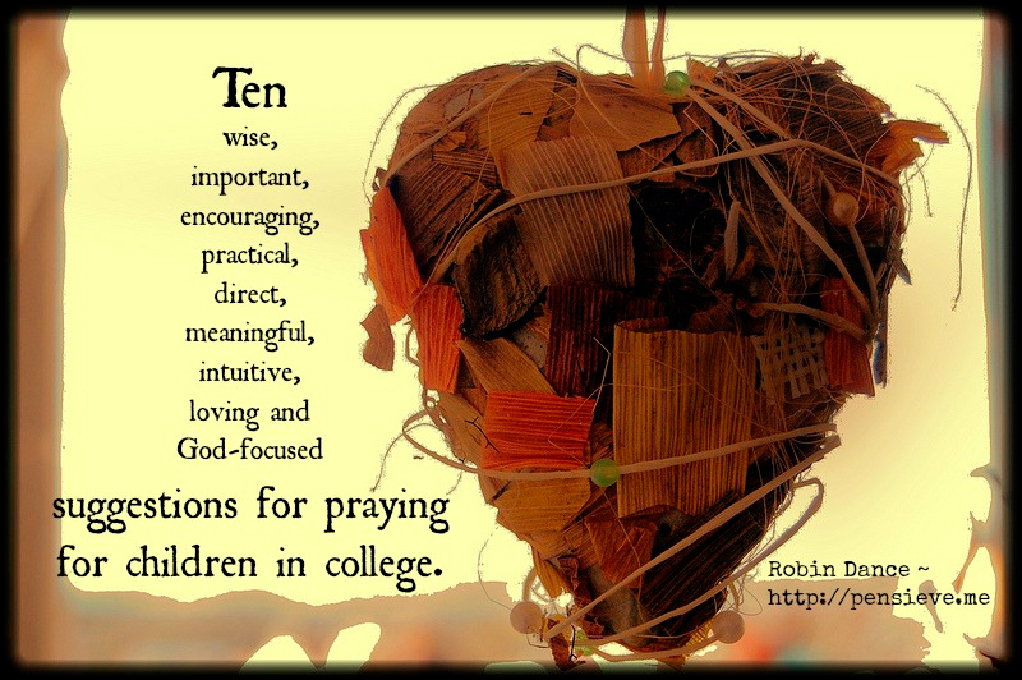 Ten
wise,
important,
encouraging,
practical,
direct,
meaningful,
intuitive,
loving and
God-focused
suggestions for praying
for children in college.
Robin Dance ~
http://pensieve.me